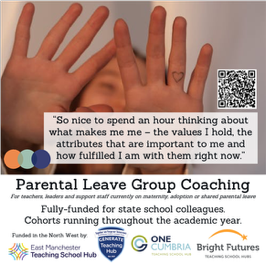 "So nice to spend an hour thinking about
what makes me me – the values I hold, the
attributes that are important to me and
how fulfilled I am with them right now."
Parental Leave Group Coaching
For teachers, leaders and support staff currently on maternity, adoption or shared parental leave
Fully-funded for state school colleagues.
Cohorts running throughout the academic year.
Funded in the North West by:
East Manchester
Teaching School Hub
GENERATE
Teaching
Hub
ONE
CUMBRIA
TEACHING SCHOOL HUB
Bright Futures
TEACHING SCHOOL HUBS